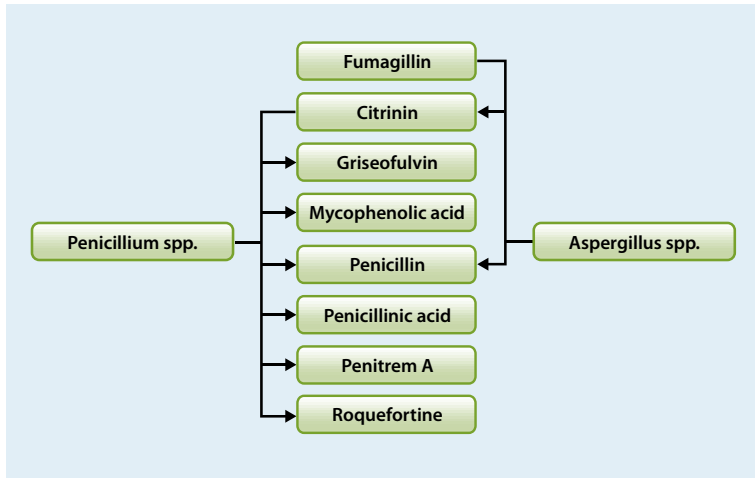 Fumagillin
Citrinin
Griseofulvin
Mycophenolic acid
Penicillium spp.
Penicillin
Aspergillus spp.
Penicillinic acid
Penitrem A
Roquefortine